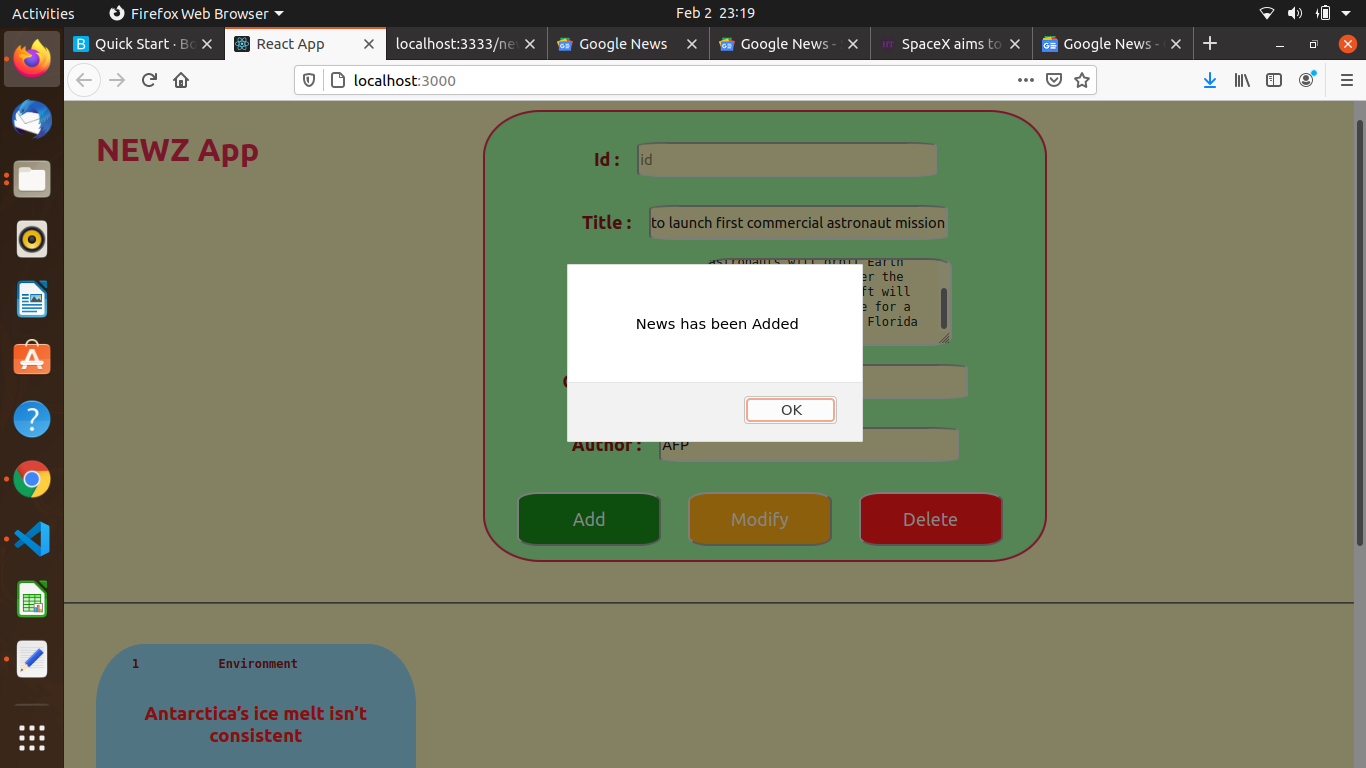 Activities
Firefox Web Browser
Feb 2 23:19
Quick Start · Bo
React App
localhost:3333/ne
Google News
Google News -
SpaceX aims to
Google News -
localhost:3000
NEWZ App
Id :
id
Title :
to launch first commercial astronaut mission
astronauts will orbit Earth
er the
ft will
e for a
Florida
News has been Added
OK
Author :
AFP
Add
Modify
Delete
1
Environment
Antarctica’s ice melt isn’t
consistent